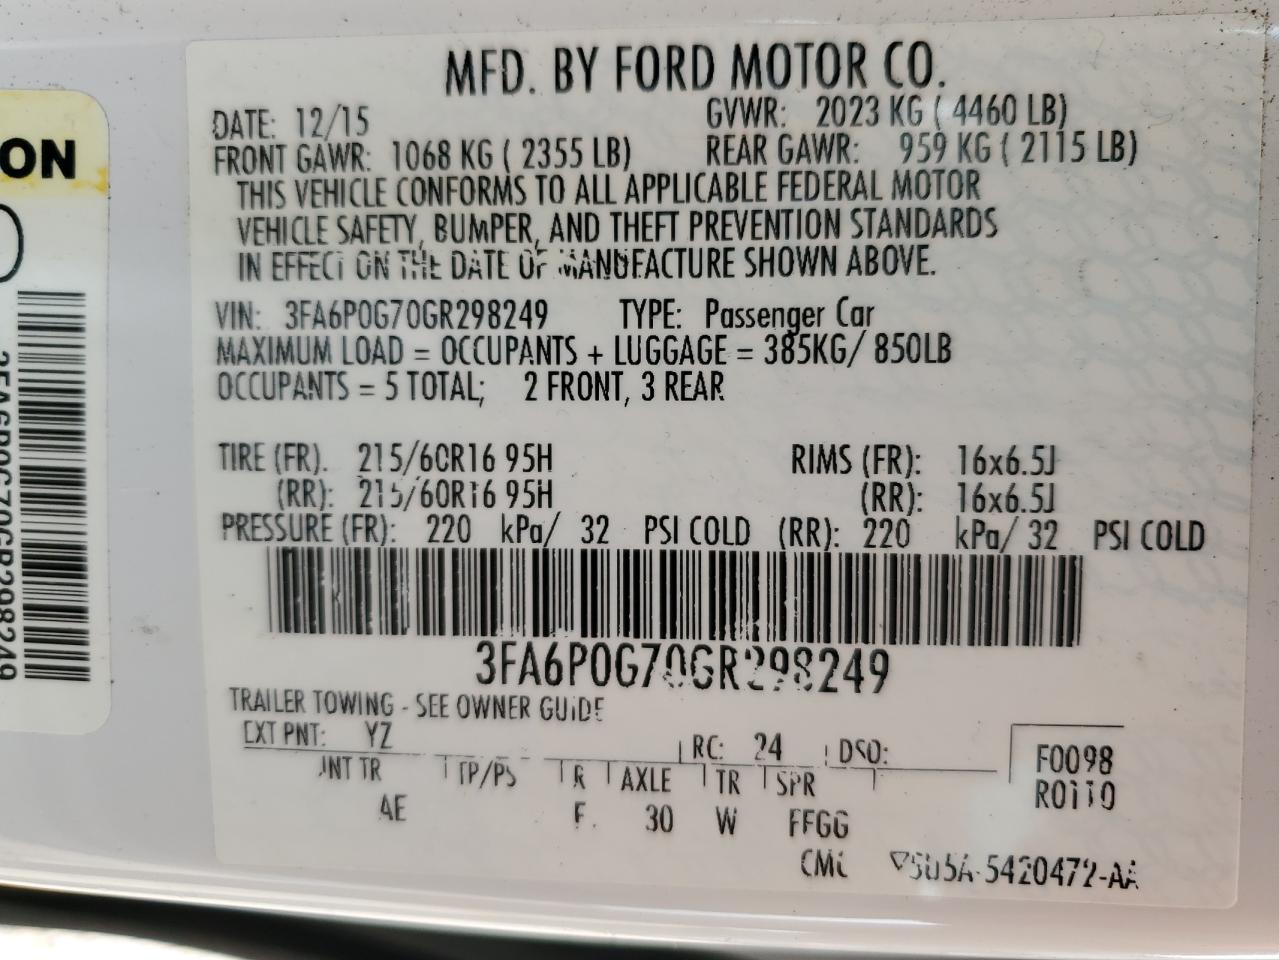 MFD. BY FORD MOTOR CO.
DATE: 12/15 GVWR: 2023 KG ( 4460 LB)
FRONT GAWR: 1068 KG ( 2355 LB) REAR GAWR: 959 KG ( 2115 LB)
THIS VEHICLE CONFORMS TO ALL APPLICABLE FEDERAL MOTOR
VEHICLE SAFETY, BUMPER, AND THEFT PREVENTION STANDARDS
IN EFFECT ON THE DATE OF MANUFACTURE SHOWN ABOVE.
VIN: 3FA6P0G70GR298249 TYPE: Passenger Car
MAXIMUM LOAD = OCCUPANTS + LUGGAGE = 385KG/ 850LB
OCCUPANTS = 5 TOTAL; 2 FRONT, 3 REAR
TIRE (FR). 215/60R16 95H RIMS (FR): 16x6.5J
(RR): 215/60R16 95H (RR): 16x6.5J
PRESSURE (FR): 220 kPa/ 32 PSI COLD (RR): 220 kPa/ 32 PSI COLD
3FA6P0G70GR298249
TRAILER TOWING - SEE OWNER GUIDE
EXT PNT: YZ RC: 24 DSO:
INT TR TP/PS R AXLE TR SPR
AE F. 30 W FFGG
F0098
R0110
ON
3FA6P0G70GR298249